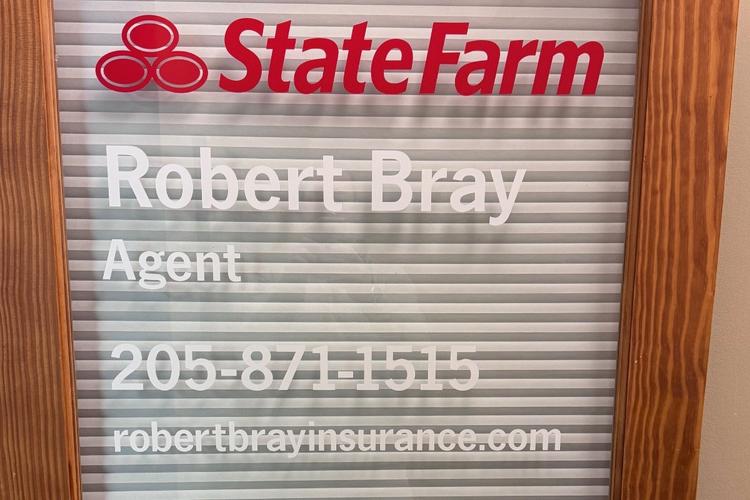 StateFarm
Robert Bray
Agent
205-871-1515
robertbrayinsurance.com